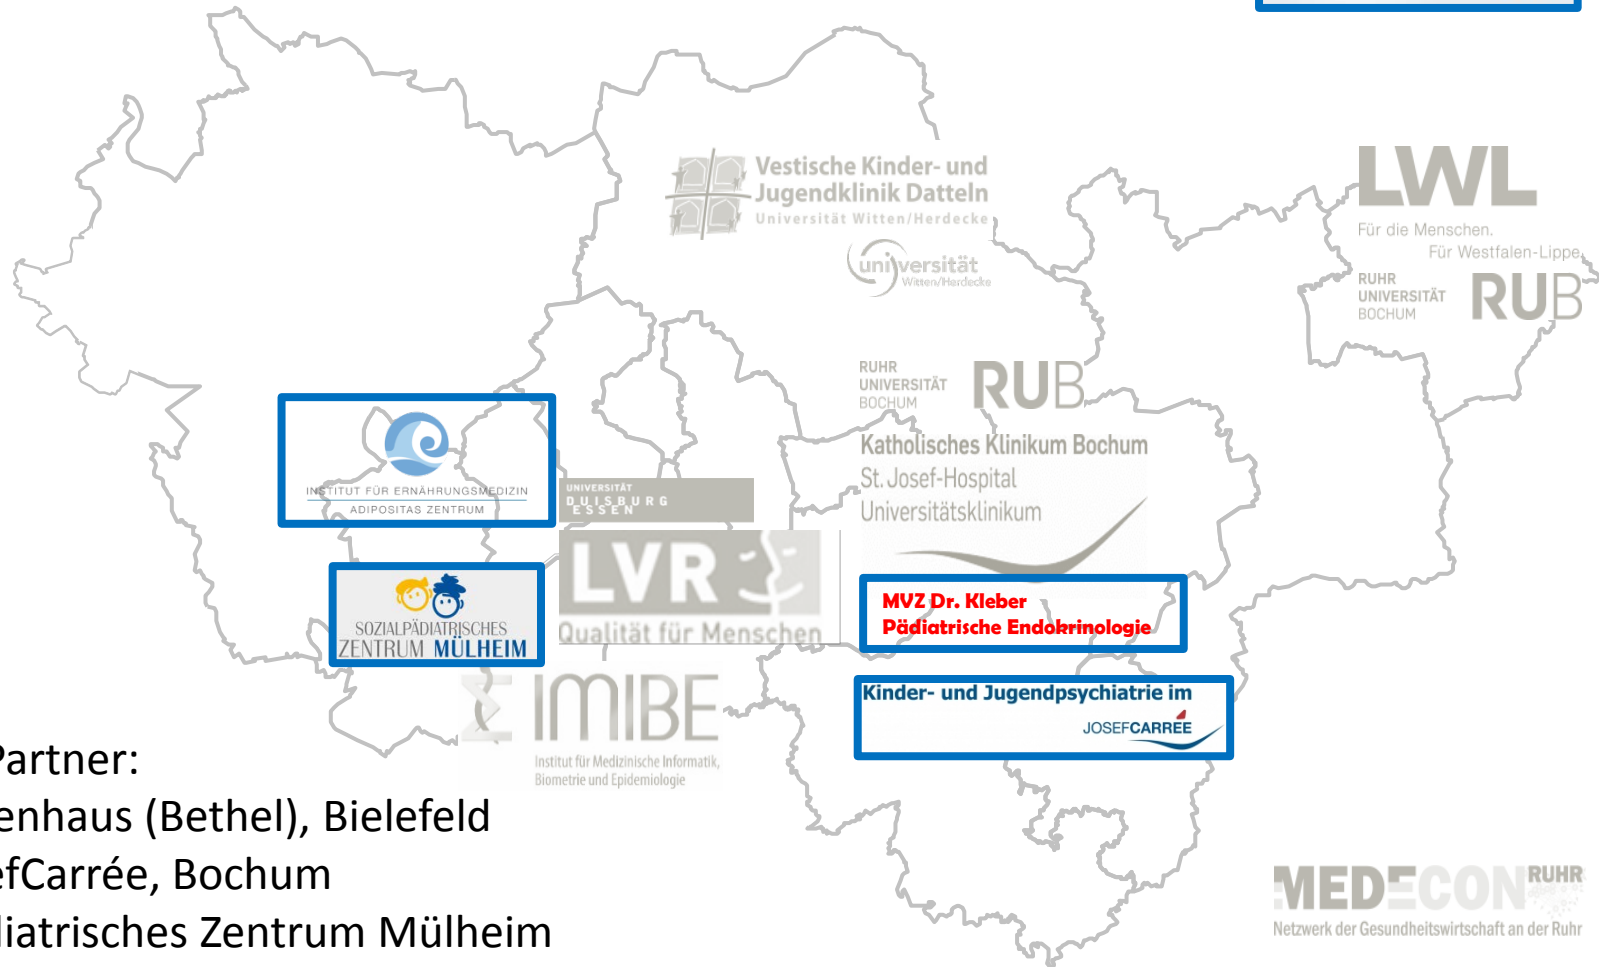 Vestische Kinder- und
Jugendklinik Datteln
Universität Witten/Herdecke
universität
Witten/Herdecke
LWL
Für die Menschen.
Für Westfalen-Lippe.
RUHR
UNIVERSITÄT
BOCHUM
RUB
RUHR
UNIVERSITÄT
BOCHUM
RUB
Katholisches Klinikum Bochum
St. Josef-Hospital
Universitätsklinikum
INSTITUT FÜR ERNÄHRUNGSMEDIZIN
ADIPOSITAS ZENTRUM
UNIVERSITÄT
DUISBURG
ESSEN
LVR
Qualität für Menschen
SOZIALPÄDIATRISCHES
ZENTRUM MÜLHEIM
MVZ Dr. Kleber
Pädiatrische Endokrinologie
Kinder- und Jugendpsychiatrie im
JOSEFCARRÉE
IMIBE
Institut für Medizinische Informatik,
Biometrie und Epidemiologie
Partner:
enhaus (Bethel), Bielefeld
efCarrée, Bochum
diatrisches Zentrum Mülheim
MEDECON RUHR
Netzwerk der Gesundheitswirtschaft an der Ruhr